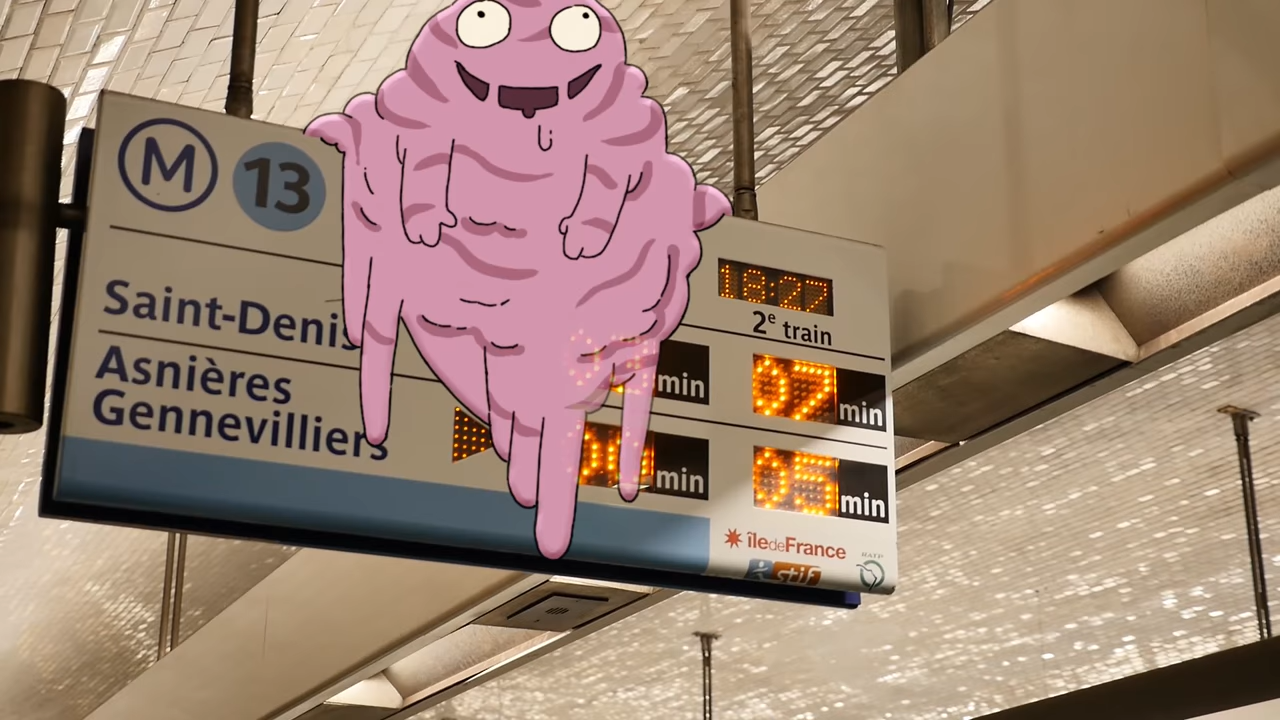 M 13
18:27
2e train
Saint-Denis
min 07 min
Asnières
Gennevilliers
min 05 min
îledeFrance
stif
RATP